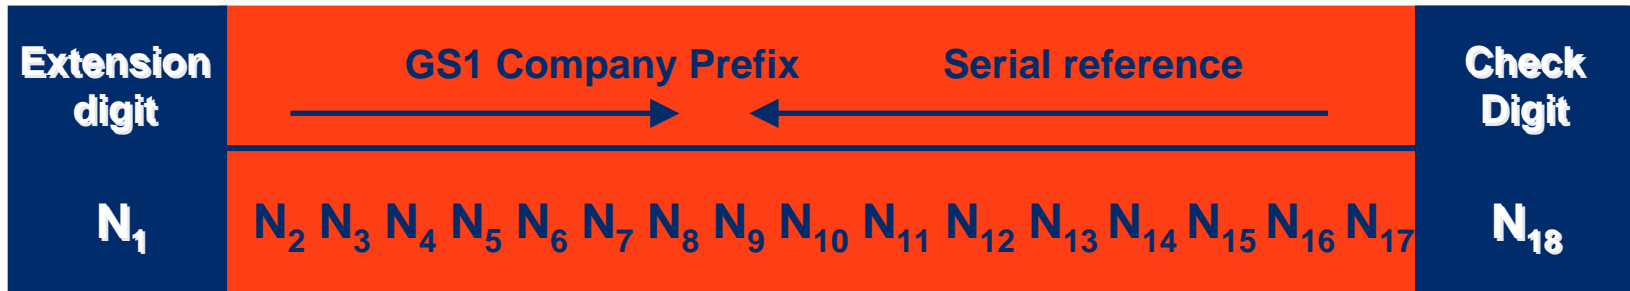 Extension digit GS1 Company Prefix Serial reference Check Digit
N1 N2 N3 N4 N5 N6 N7 N8 N9 N10 N11 N12 N13 N14 N15 N16 N17 N18